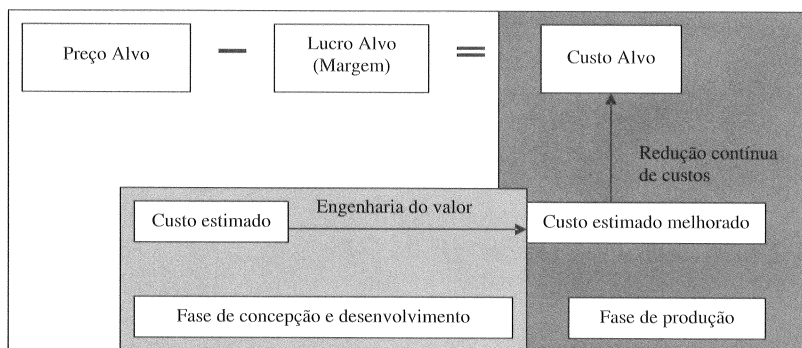 Preço Alvo
—
Lucro Alvo
(Margem)
=
Custo Alvo
Redução contínua
de custos
Custo estimado
Engenharia do valor
Custo estimado melhorado
Fase de concepção e desenvolvimento
Fase de produção